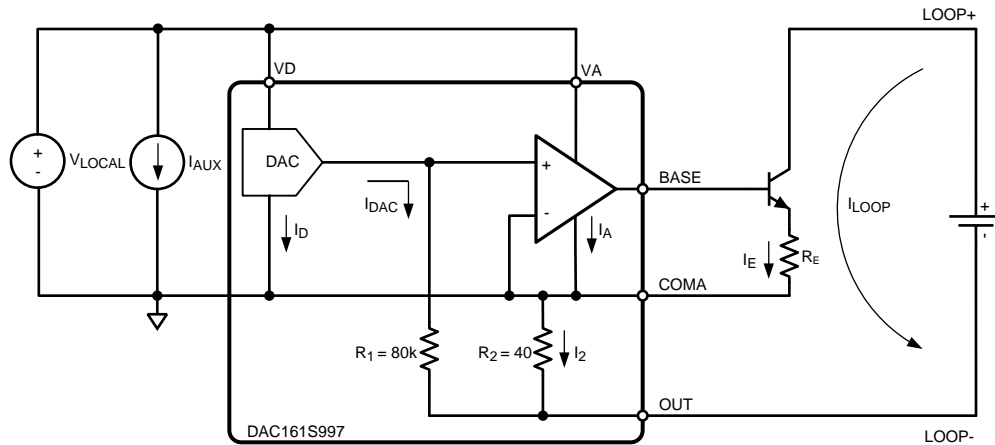 LOOP+
VD
VA
+
-
VLOCAL
IAUX
DAC
+
-
BASE
IDAC
ILOOP
+
-
ID
IA
IE
RE
COMA
R1 = 80k
R2 = 40
I2
OUT
DAC161S997
LOOP-